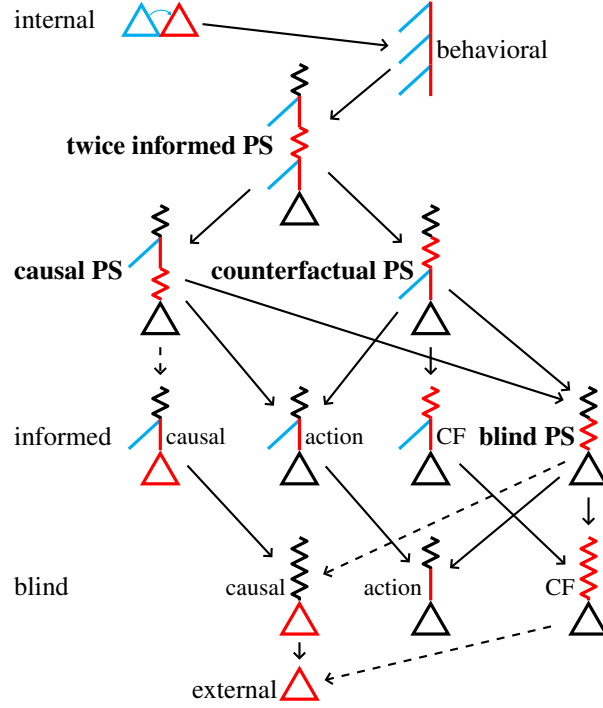 internal
behavioral
twice informed PS
causal PS counterfactual PS
informed causal action CF blind PS
blind causal action CF
external